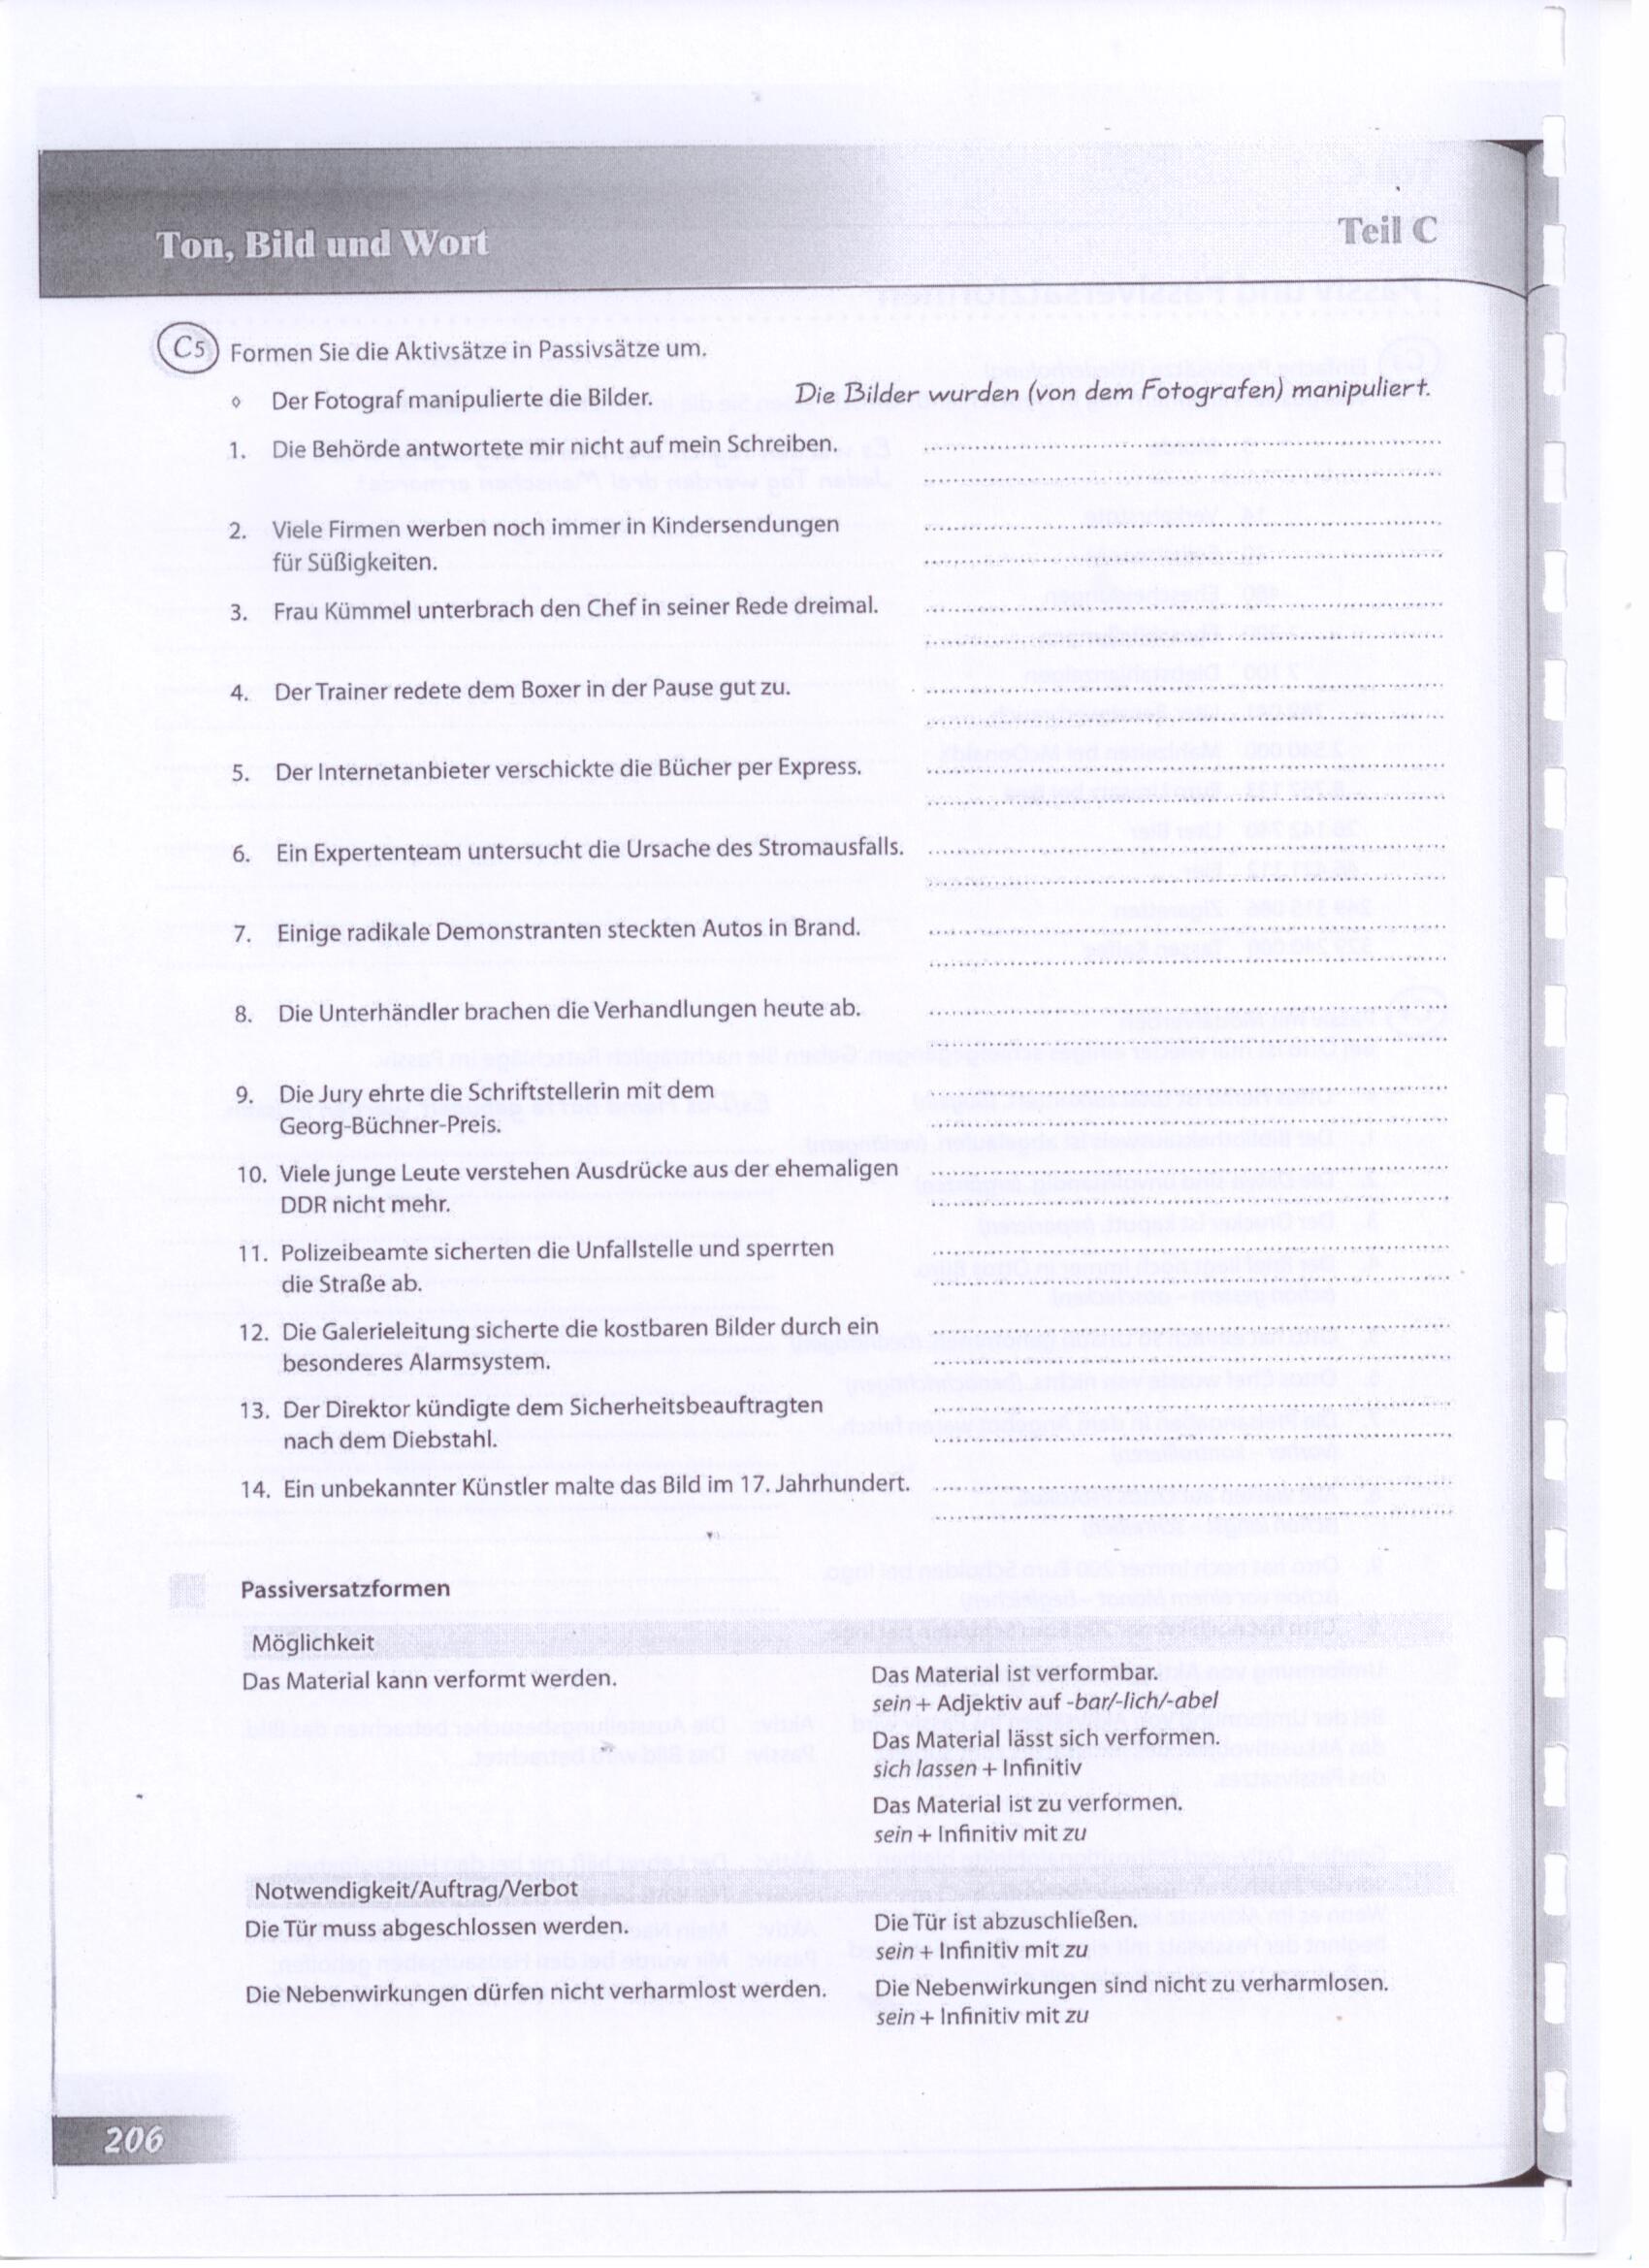 Ton, Bild und Wort
Teil C
C5 Formen Sie die Aktivsätze in Passivsätze um.
◊ Der Fotograf manipulierte die Bilder. Die Bilder wurden (von dem Fotografen) manipuliert.
1. Die Behörde antwortete mir nicht auf mein Schreiben.
2. Viele Firmen werben noch immer in Kindersendungen
für Süßigkeiten.
3. Frau Kümmel unterbrach den Chef in seiner Rede dreimal.
4. Der Trainer redete dem Boxer in der Pause gut zu.
5. Der Internetanbieter verschickte die Bücher per Express.
6. Ein Expertenteam untersucht die Ursache des Stromausfalls.
7. Einige radikale Demonstranten steckten Autos in Brand.
8. Die Unterhändler brachen die Verhandlungen heute ab.
9. Die Jury ehrte die Schriftstellerin mit dem
Georg-Büchner-Preis.
10. Viele junge Leute verstehen Ausdrücke aus der ehemaligen
DDR nicht mehr.
11. Polizeibeamte sicherten die Unfallstelle und sperrten
die Straße ab.
12. Die Galerieleitung sicherte die kostbaren Bilder durch ein
besonderes Alarmsystem.
13. Der Direktor kündigte dem Sicherheitsbeauftragten
nach dem Diebstahl.
14. Ein unbekannter Künstler malte das Bild im 17. Jahrhundert.
Passiversatzformen
Möglichkeit
Das Material kann verformt werden. Das Material ist verformbar.
sein + Adjektiv auf -bar/-lich/-abel
Das Material lässt sich verformen.
sich lassen + Infinitiv
Das Material ist zu verformen.
sein + Infinitiv mit zu
Notwendigkeit/Auftrag/Verbot
Die Tür muss abgeschlossen werden. Die Tür ist abzuschließen.
sein + Infinitiv mit zu
Die Nebenwirkungen dürfen nicht verharmlost werden. Die Nebenwirkungen sind nicht zu verharmlosen.
sein + Infinitiv mit zu
206